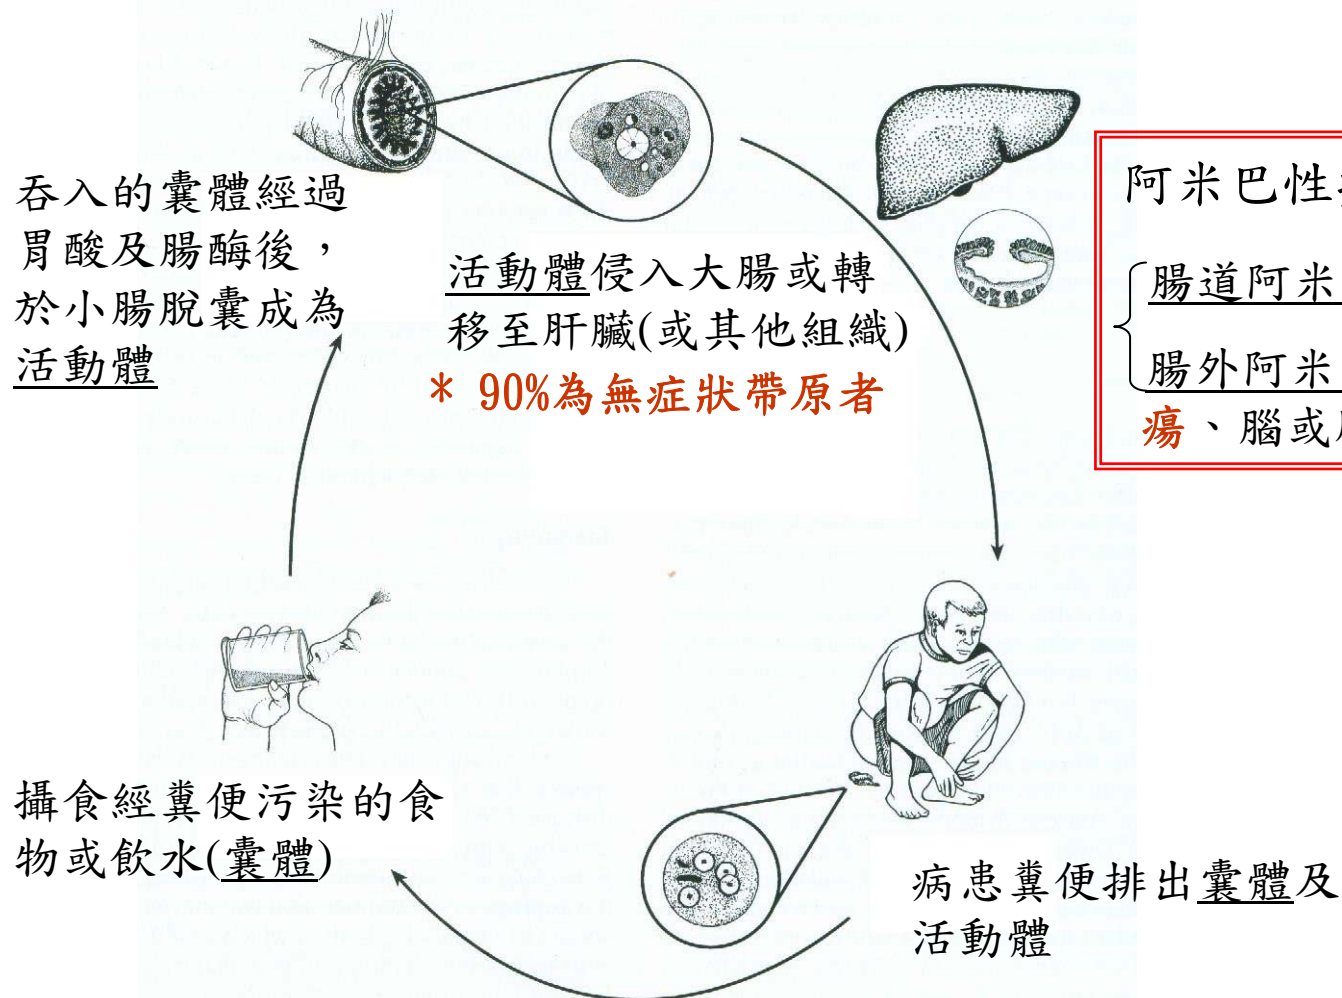 吞入的囊體經過
胃酸及腸酶後，
於小腸脫囊成為
活動體
活動體侵入大腸或轉
移至肝臟(或其他組織)
* 90%為無症狀帶原者
阿米巴性
腸道阿米
腸外阿米
瘍、腦或
攝食經糞便污染的食
物或飲水(囊體)
病患糞便排出囊體及
活動體